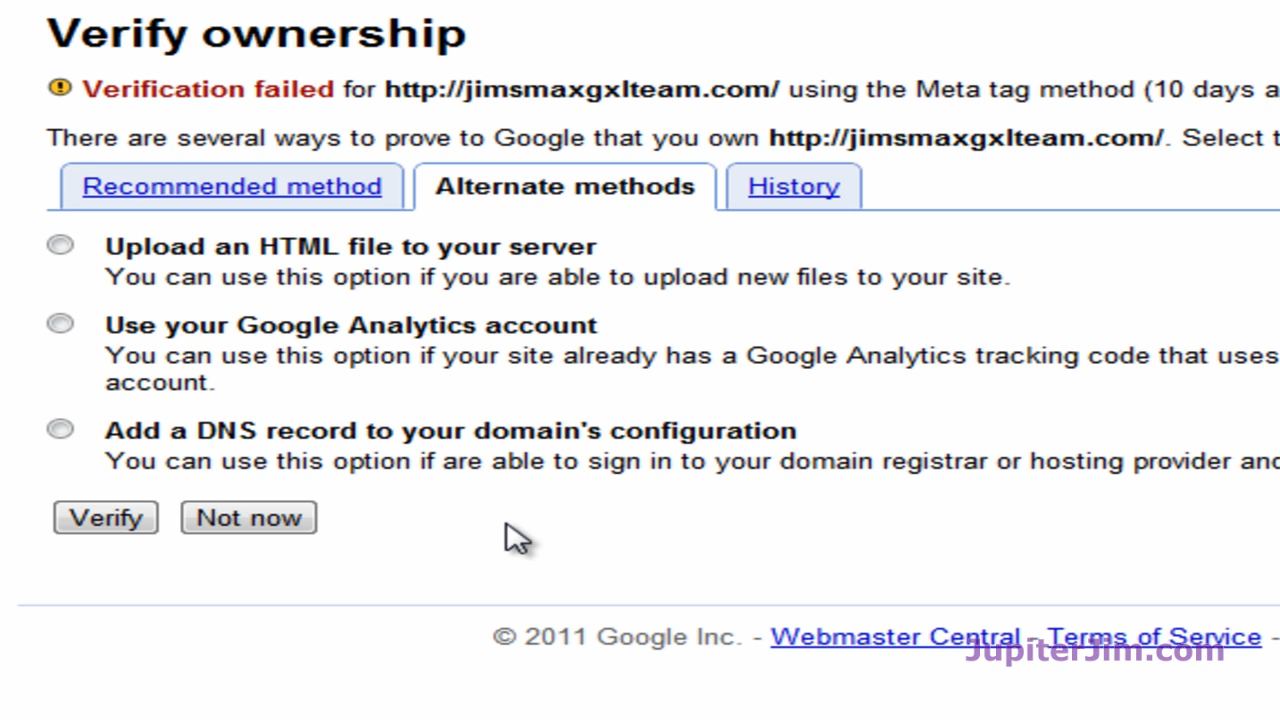 Verify ownership
Verification failed for http://jimsmaxgxlteam.com/ using the Meta tag method (10 days a
There are several ways to prove to Google that you own http://jimsmaxgxlteam.com/. Select t
Recommended method Alternate methods History
Upload an HTML file to your server
You can use this option if you are able to upload new files to your site.
Use your Google Analytics account
You can use this option if your site already has a Google Analytics tracking code that uses
account.
Add a DNS record to your domain's configuration
You can use this option if are able to sign in to your domain registrar or hosting provider and
Verify Not now
© 2011 Google Inc. - Webmaster Central - Terms of Service -
JupiterJim.com